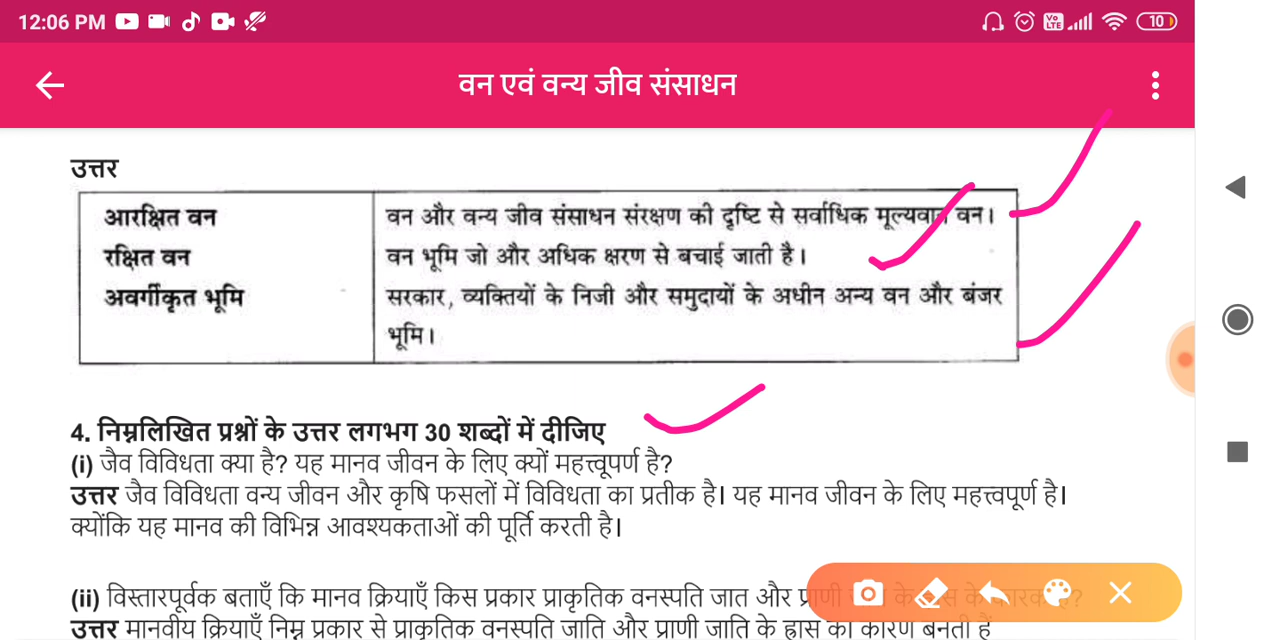 12:06 PM
Vo LTE
10
वन एवं वन्य जीव संसाधन
उत्तर
आरक्षित वन वन और वन्य जीव संसाधन संरक्षण की दृष्टि से सर्वाधिक मूल्यवान वन।
रक्षित वन वन भूमि जो और अधिक क्षरण से बचाई जाती है।
अवर्गीकृत भूमि सरकार, व्यक्तियों के निजी और समुदायों के अधीन अन्य वन और बंजर
भूमि।
4. निम्नलिखित प्रश्नों के उत्तर लगभग 30 शब्दों में दीजिए
(i) जैव विविधता क्या है? यह मानव जीवन के लिए क्यों महत्त्वपूर्ण है?
उत्तर जैव विविधता वन्य जीवन और कृषि फसलों में विविधता का प्रतीक है। यह मानव जीवन के लिए महत्त्वपूर्ण है।
क्योंकि यह मानव की विभिन्न आवश्यकताओं की पूर्ति करती है।
(ii) विस्तारपूर्वक बताएँ कि मानव क्रियाएँ किस प्रकार प्राकृतिक वनस्पति जात और प्राणी के के
उत्तर मानवीय क्रियाएँ निम्न प्रकार से प्राकृतिक वनस्पति जाति और प्राणी जाति के ह्रास का कारण बनती हैं